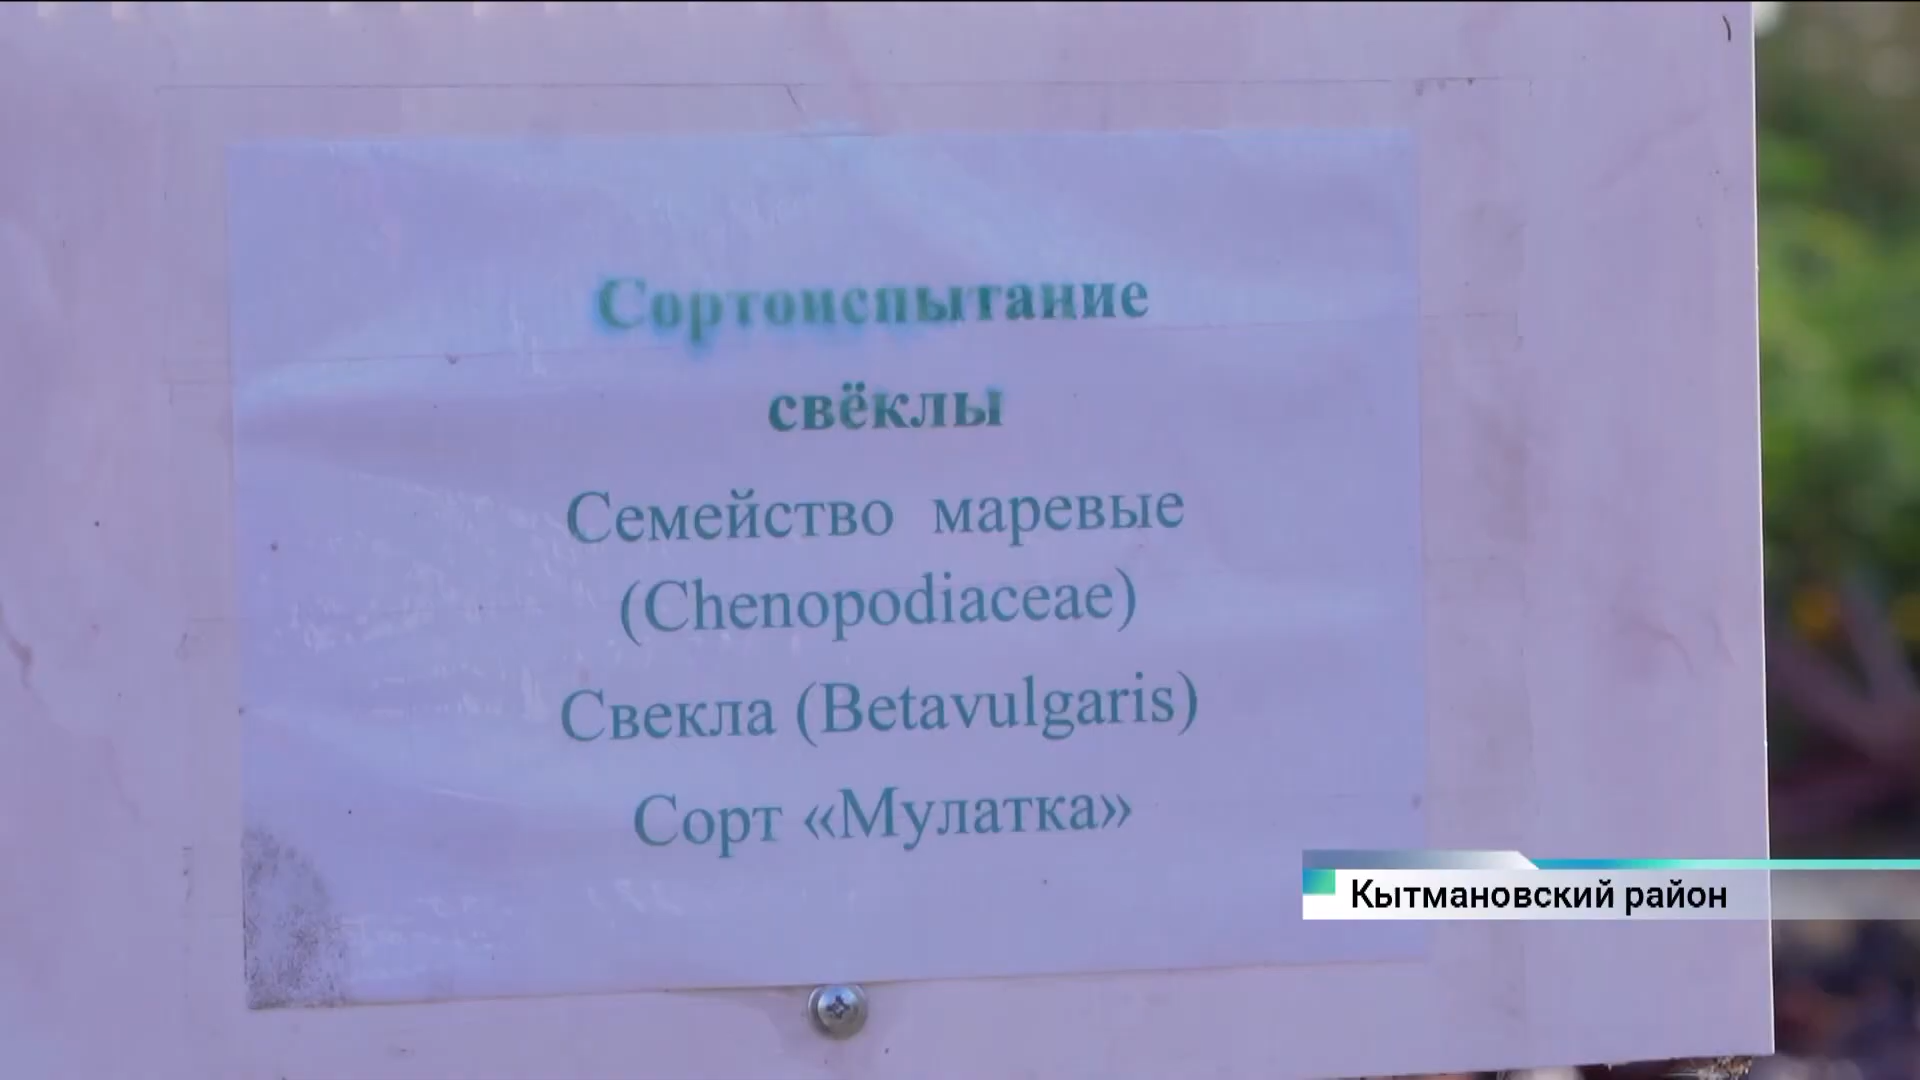 Сортоиспытание
свёклы
Семейство маревые
(Chenopodiaceae)
Свекла (Betavulgaris)
Сорт «Мулатка»
Кытмановский район